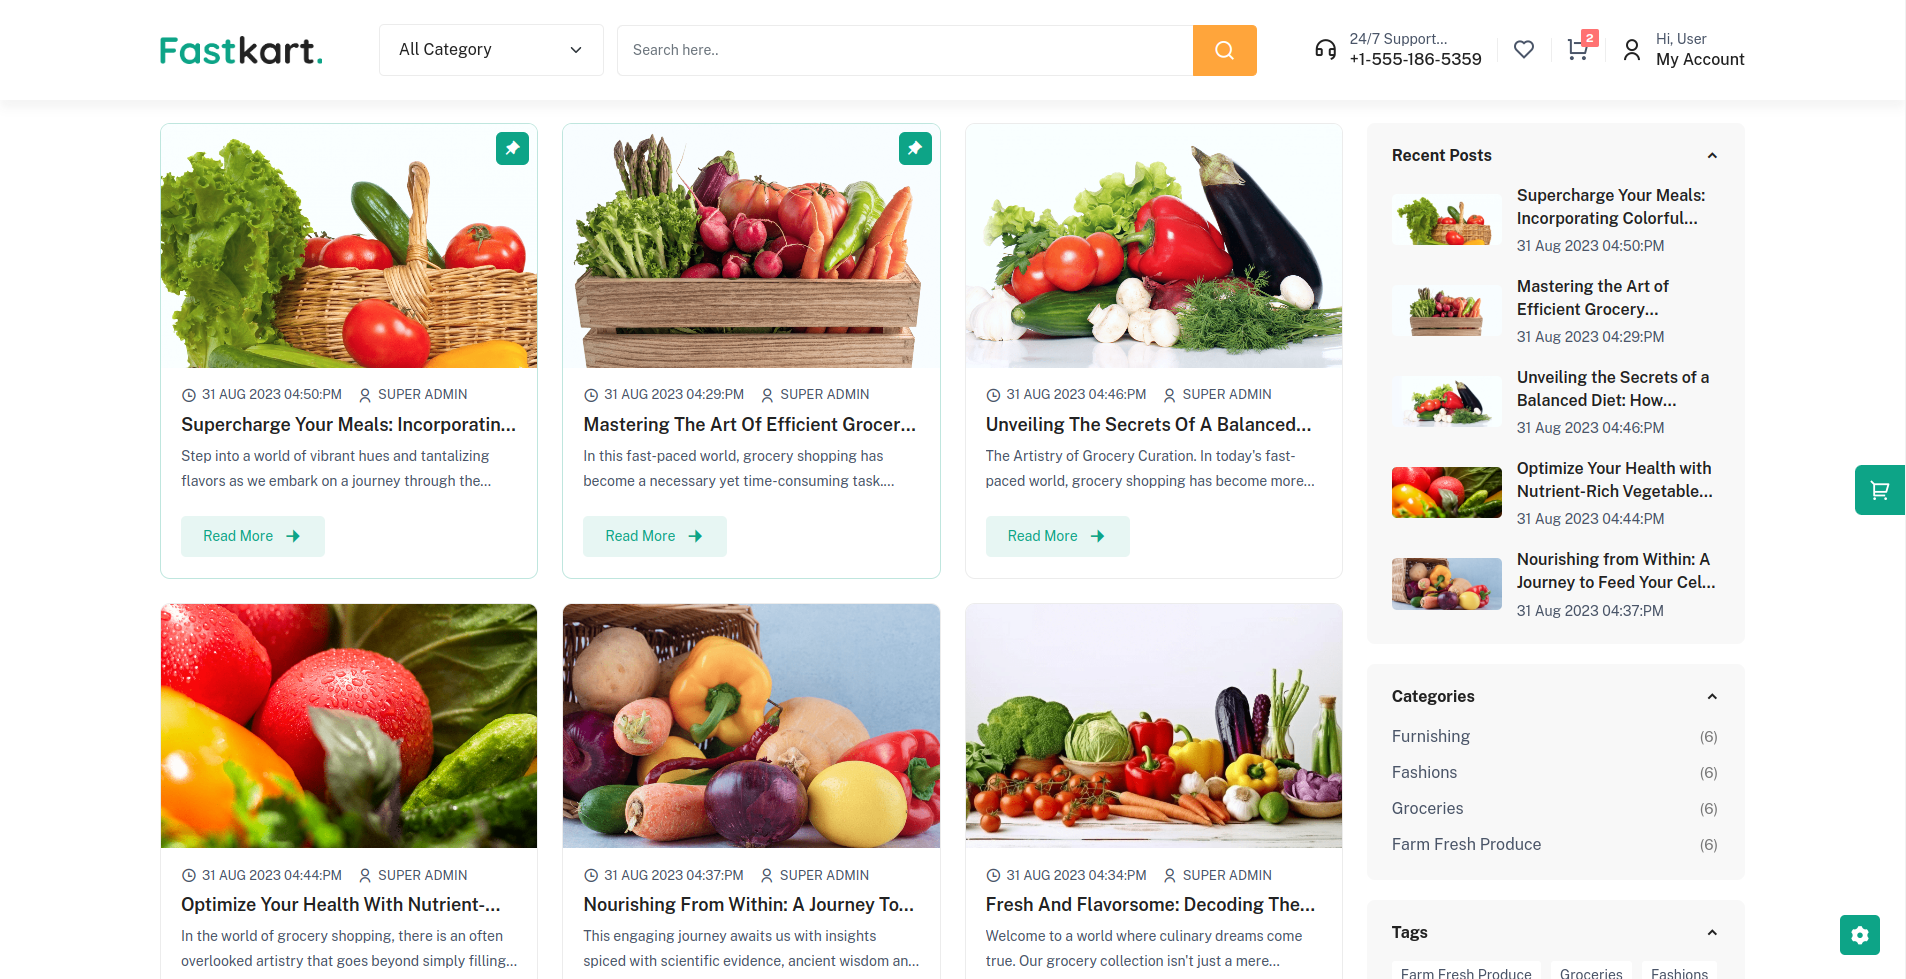 Fastkart.
All Category
Search here..
24/7 Support...
+1-555-186-5359
2
Hi, User
My Account
31 AUG 2023 04:50:PM SUPER ADMIN
Supercharge Your Meals: Incorporatin...
Step into a world of vibrant hues and tantalizing
flavors as we embark on a journey through the...
Read More
31 AUG 2023 04:29:PM SUPER ADMIN
Mastering The Art Of Efficient Grocer...
In this fast-paced world, grocery shopping has
become a necessary yet time-consuming task....
Read More
31 AUG 2023 04:46:PM SUPER ADMIN
Unveiling The Secrets Of A Balanced...
The Artistry of Grocery Curation. In today's fast-
paced world, grocery shopping has become more...
Read More
31 AUG 2023 04:44:PM SUPER ADMIN
Optimize Your Health With Nutrient-...
In the world of grocery shopping, there is an often
overlooked artistry that goes beyond simply filling...
31 AUG 2023 04:37:PM SUPER ADMIN
Nourishing From Within: A Journey To...
This engaging journey awaits us with insights
spiced with scientific evidence, ancient wisdom an...
31 AUG 2023 04:34:PM SUPER ADMIN
Fresh And Flavorsome: Decoding The...
Welcome to a world where culinary dreams come
true. Our grocery collection isn't just a mere...
Recent Posts
Supercharge Your Meals:
Incorporating Colorful...
31 Aug 2023 04:50:PM
Mastering the Art of
Efficient Grocery...
31 Aug 2023 04:29:PM
Unveiling the Secrets of a
Balanced Diet: How...
31 Aug 2023 04:46:PM
Optimize Your Health with
Nutrient-Rich Vegetable...
31 Aug 2023 04:44:PM
Nourishing from Within: A
Journey to Feed Your Cel...
31 Aug 2023 04:37:PM
Categories
Furnishing (6)
Fashions (6)
Groceries (6)
Farm Fresh Produce (6)
Tags
Farm Fresh Produce Groceries Fashions